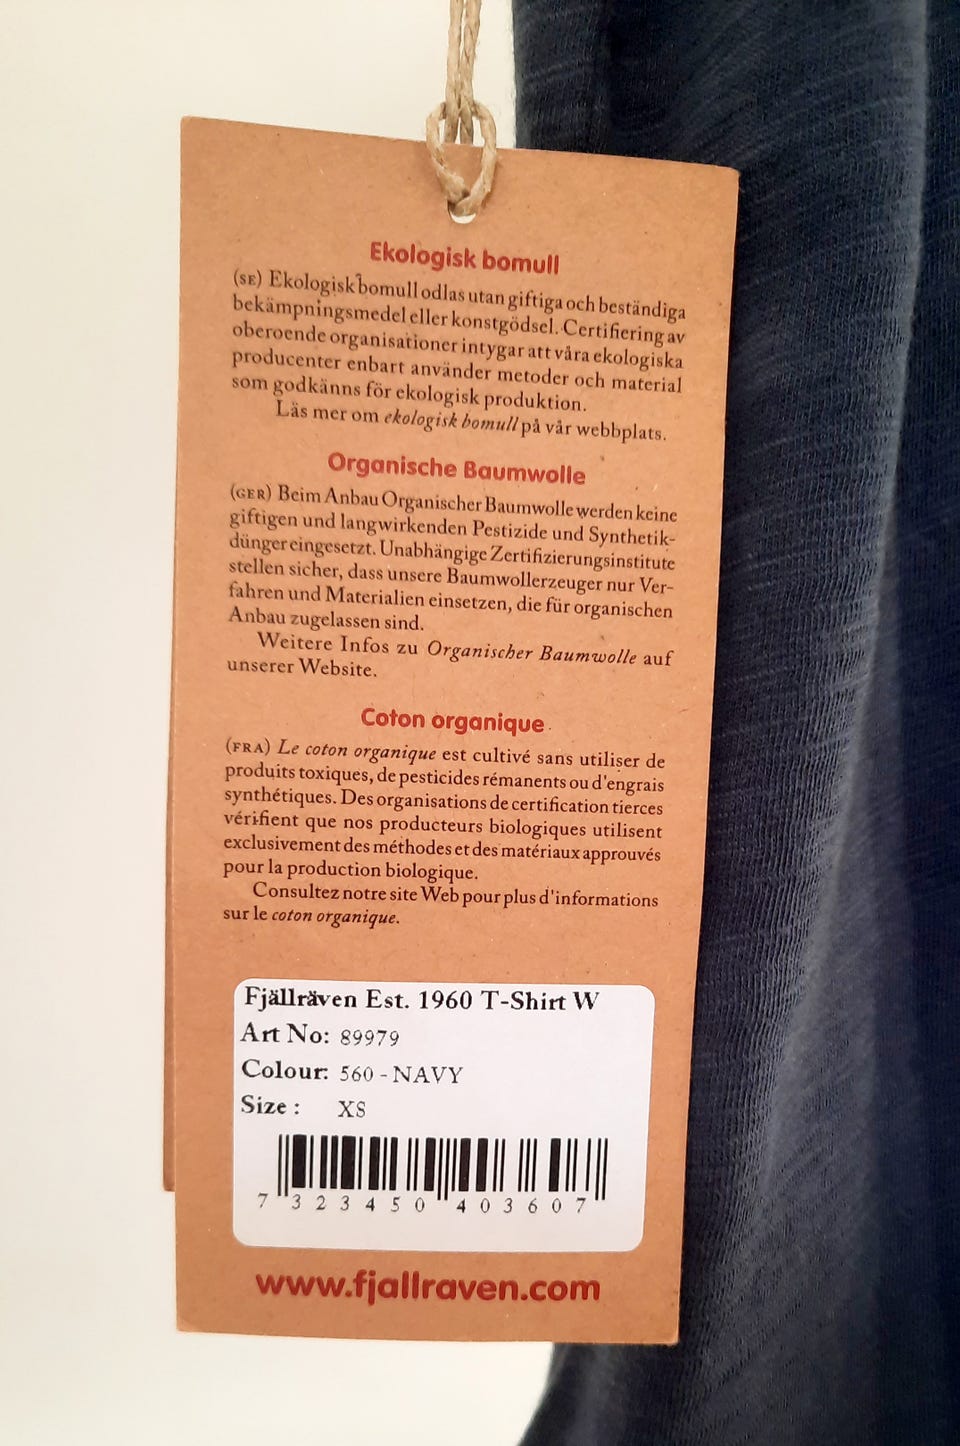 Ekologisk bomull
(SE) Ekologisk bomull odlas utan giftiga och beständiga
bekämpningsmedel eller konstgödsel. Certifiering av
oberoende organisationer intygar att våra ekologiska
producenter enbart använder metoder och material
som godkänns för ekologisk produktion.
Läs mer om ekologisk bomull på vår webbplats.
Organische Baumwolle
(GER) Beim Anbau Organischer Baumwolle werden keine
giftigen und langwirkenden Pestizide und Synthetik-
dünger eingesetzt. Unabhängige Zertifizierungsinstitute
stellen sicher, dass unsere Baumwollerzeuger nur Ver-
fahren und Materialien einsetzen, die für organischen
Anbau zugelassen sind.
Weitere Infos zu Organischer Baumwolle auf
unserer Website.
Coton organique
(FRA) Le coton organique est cultivé sans utiliser de
produits toxiques, de pesticides rémanents ou d'engrais
synthétiques. Des organisations de certification tierces
vérifient que nos producteurs biologiques utilisent
exclusivement des méthodes et des matériaux approuvés
pour la production biologique.
Consultez notre site Web pour plus d'informations
sur le coton organique.
Fjällräven Est. 1960 T-Shirt W
Art No: 89979
Colour: 560 - NAVY
Size : XS
7 323450 403607
www.fjallraven.com